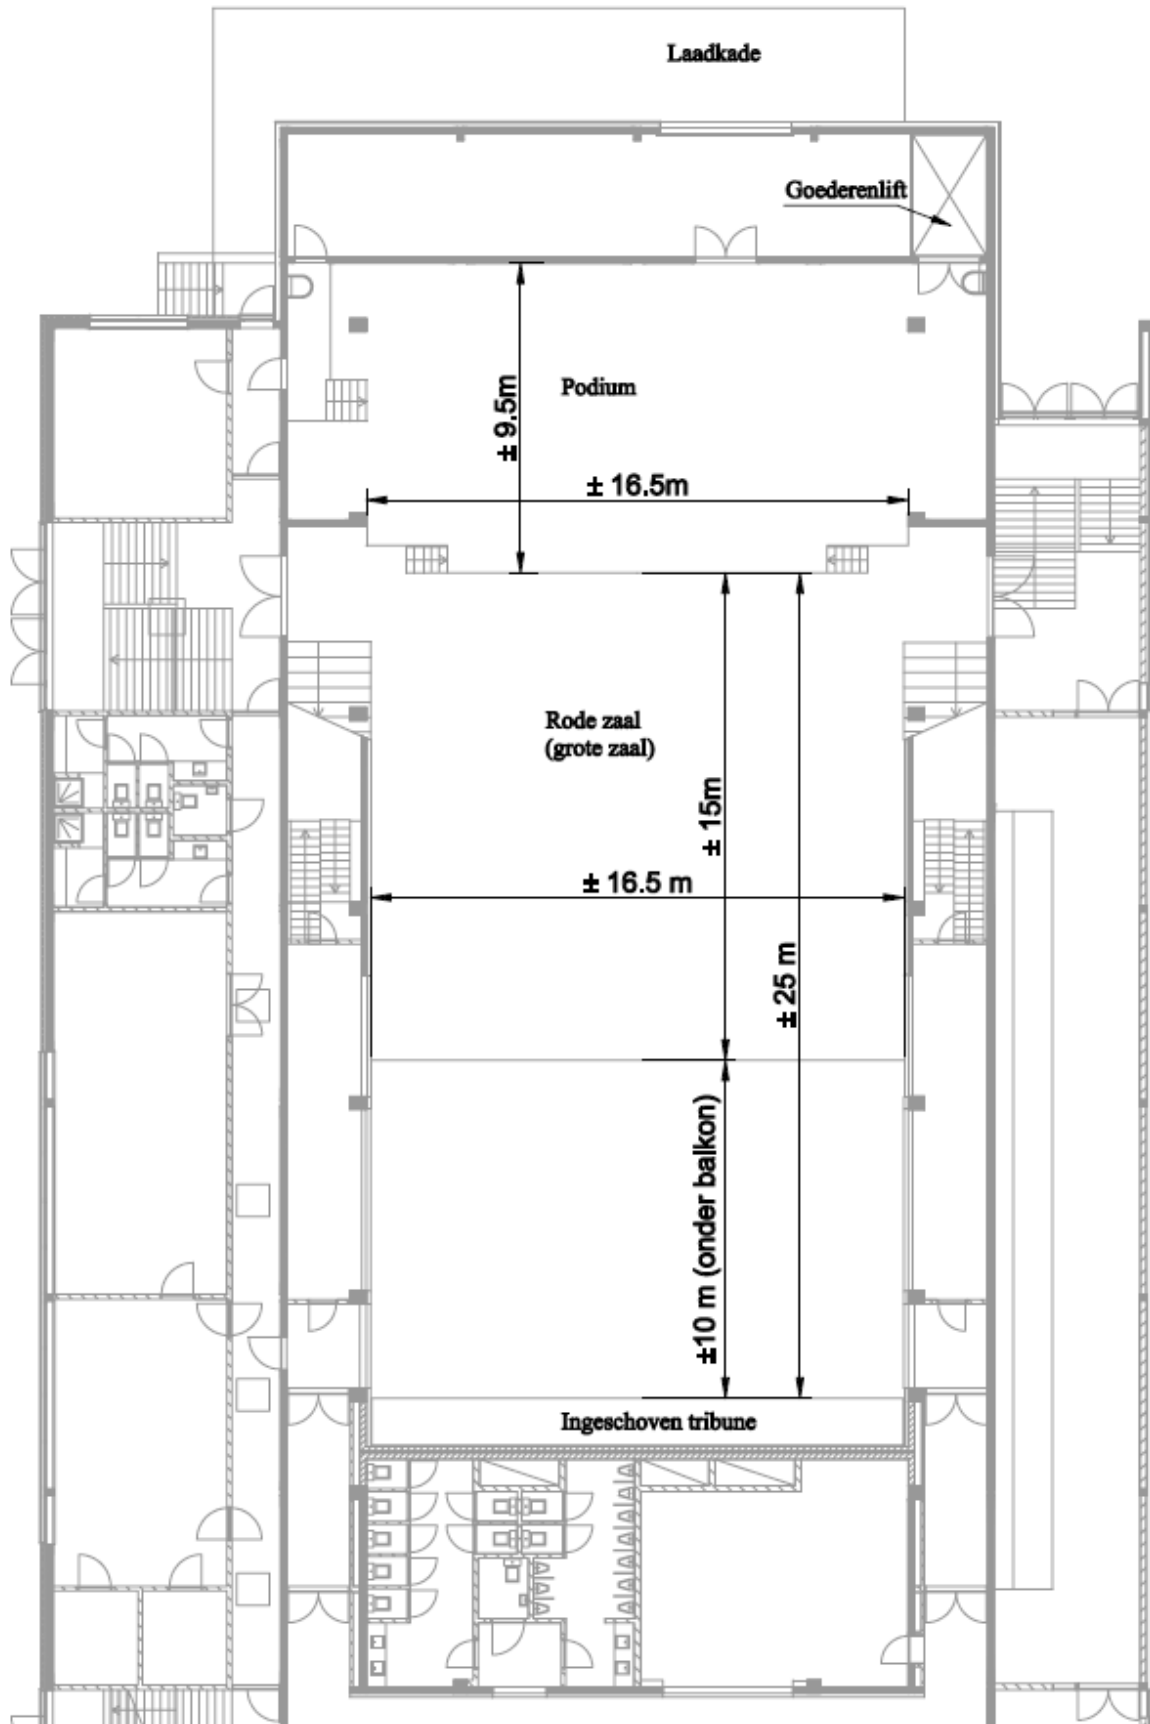 Laadkade
Goederenlift
± 9.5m
Podium
± 16.5m
Rode zaal
(grote zaal)
± 15m
± 16.5 m
± 25 m
±10 m (onder balkon)
Ingeschoven tribune